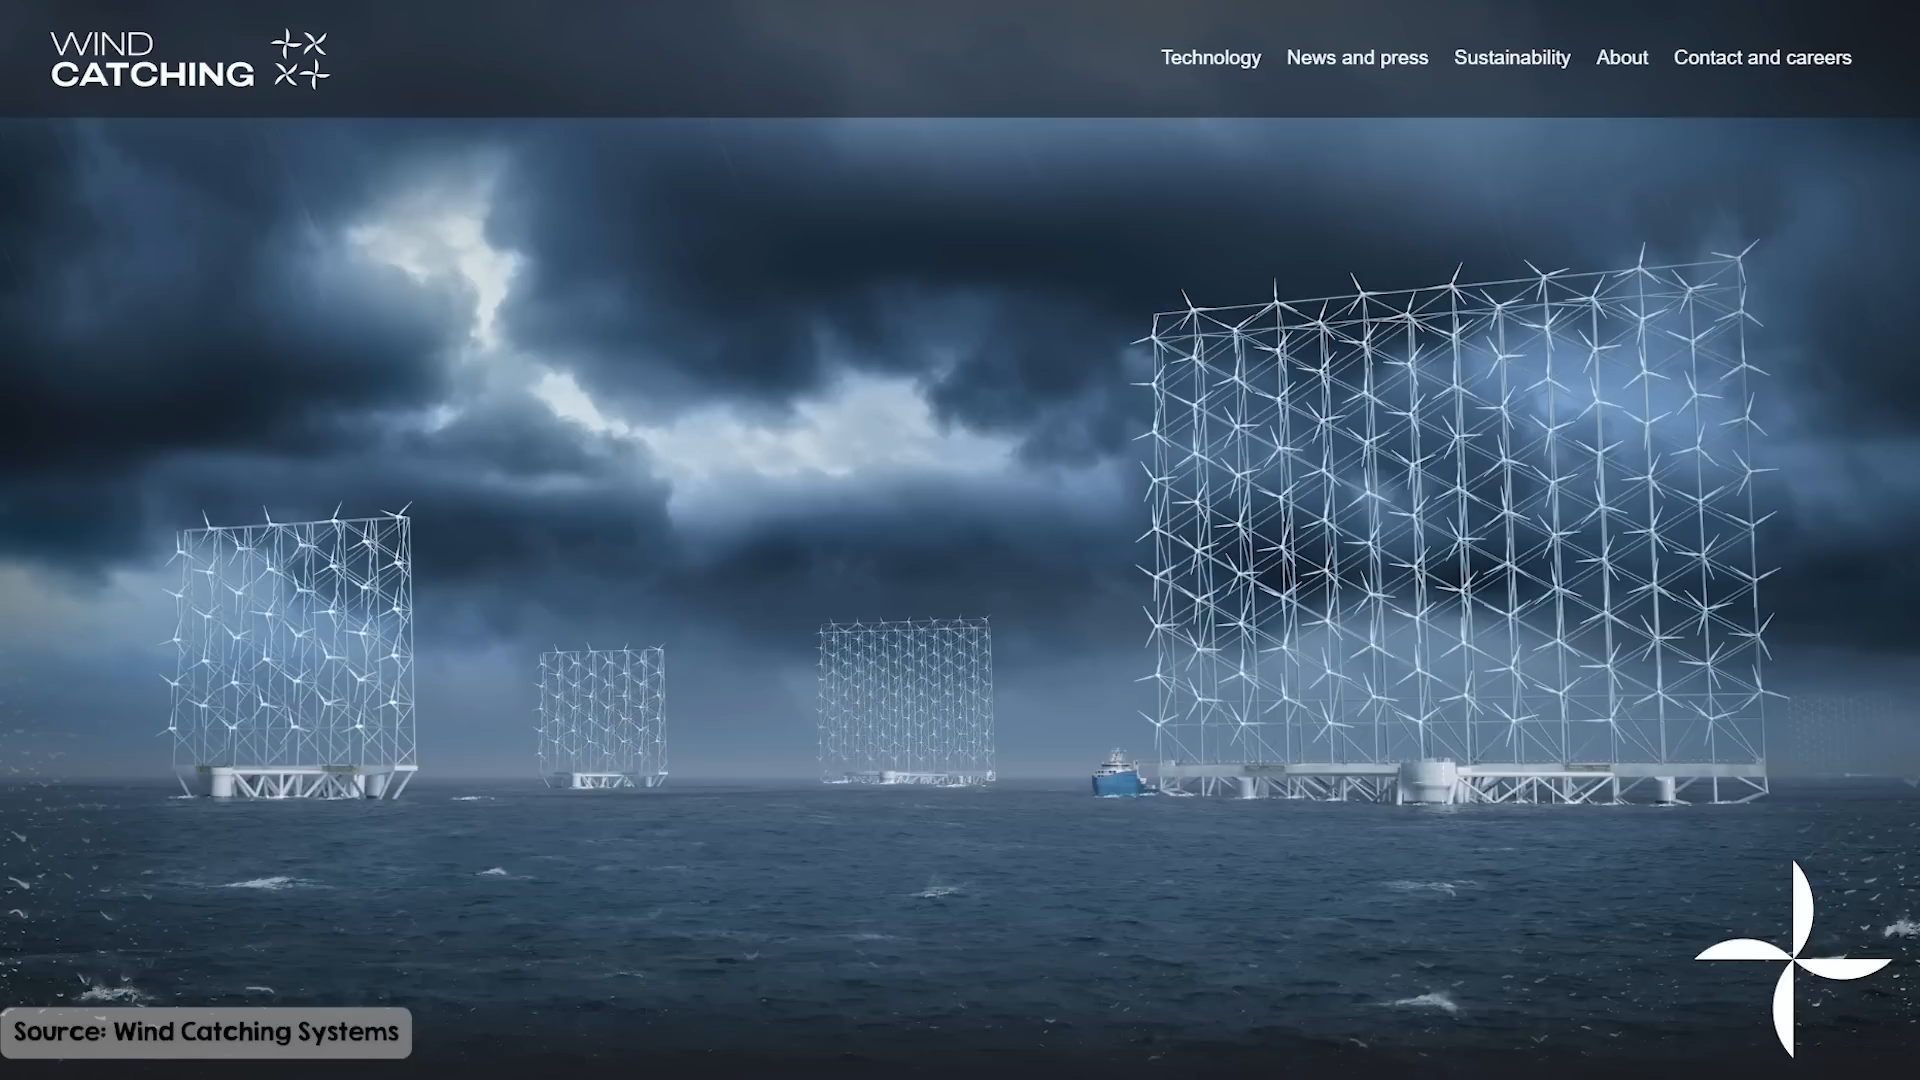 WIND
CATCHING
Technology News and press Sustainability About Contact and careers
Source: Wind Catching Systems